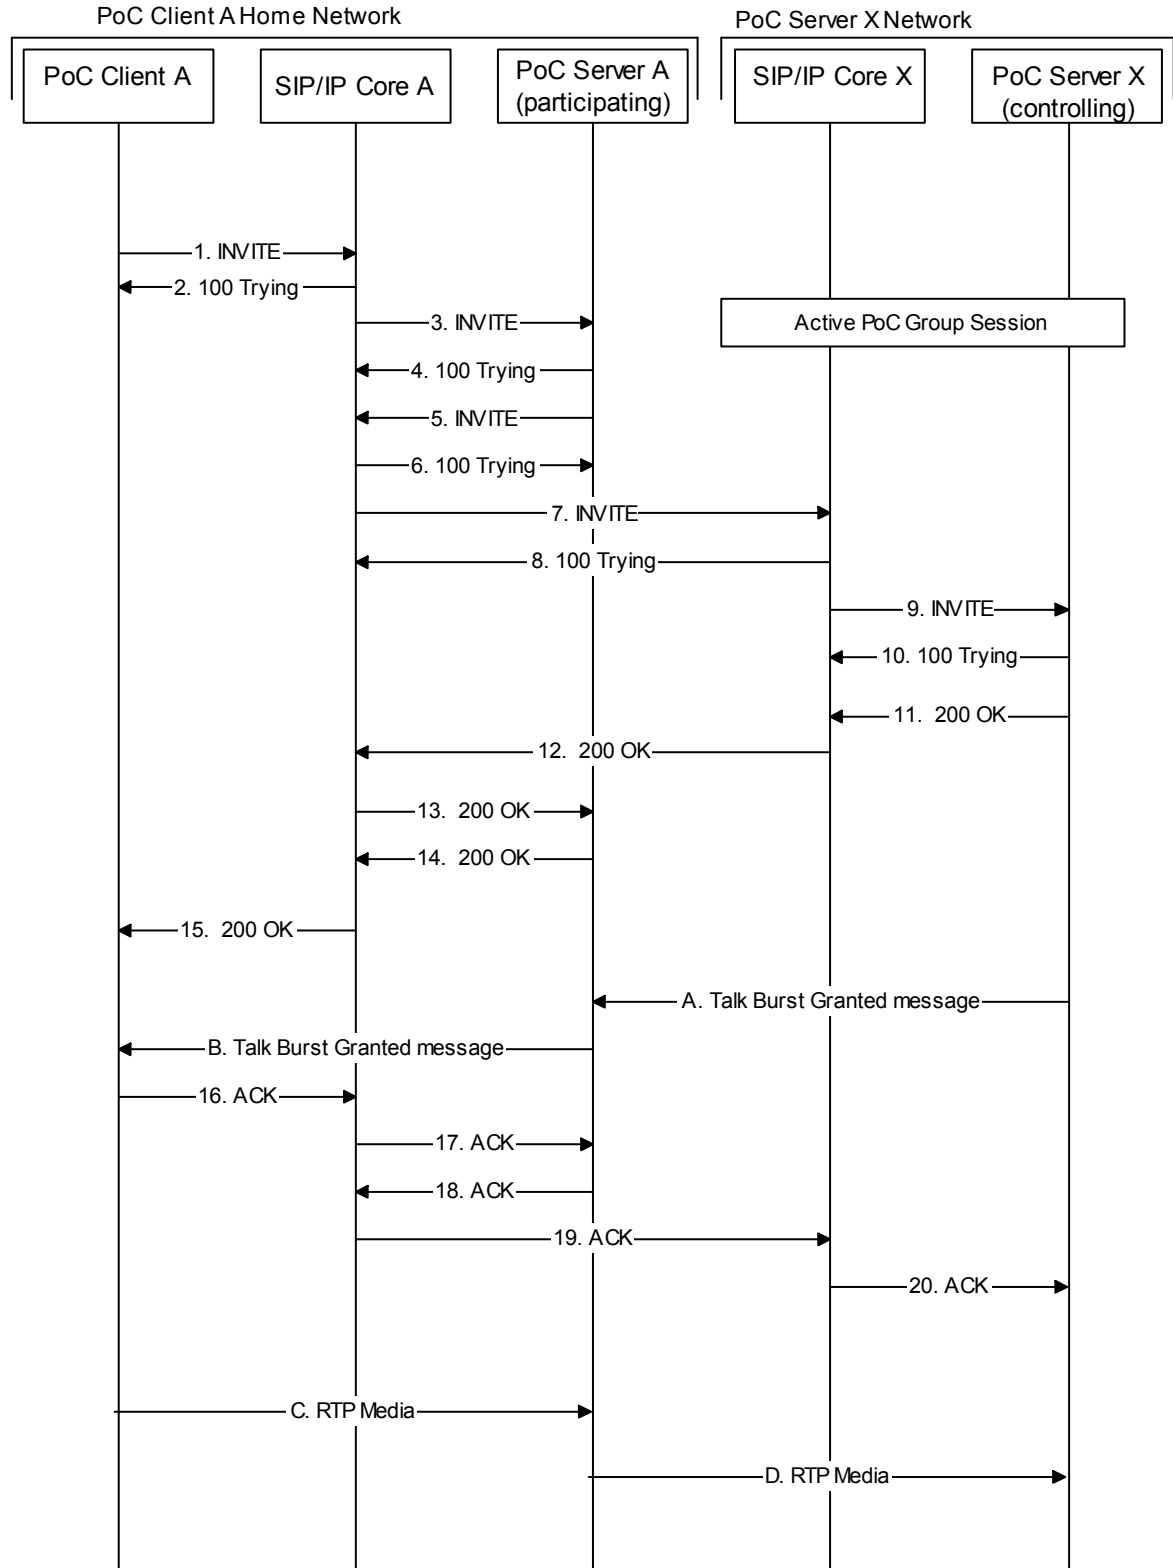 PoC Client A Home Network
PoC Server X Network
PoC Client A
SIP/IP Core A
PoC Server A
(participating)
SIP/IP Core X
PoC Server X
(controlling)
1. INVITE
2. 100 Trying
3. INVITE
Active PoC Group Session
4. 100 Trying
5. INVITE
6. 100 Trying
7. INVITE
8. 100 Trying
9. INVITE
10. 100 Trying
11. 200 OK
12. 200 OK
13. 200 OK
14. 200 OK
15. 200 OK
A. Talk Burst Granted message
B. Talk Burst Granted message
16. ACK
17. ACK
18. ACK
19. ACK
20. ACK
C. RTP Media
D. RTP Media